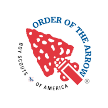 ORDER OF THE ARROW
BOY SCOUTS
OF AMERICA
®